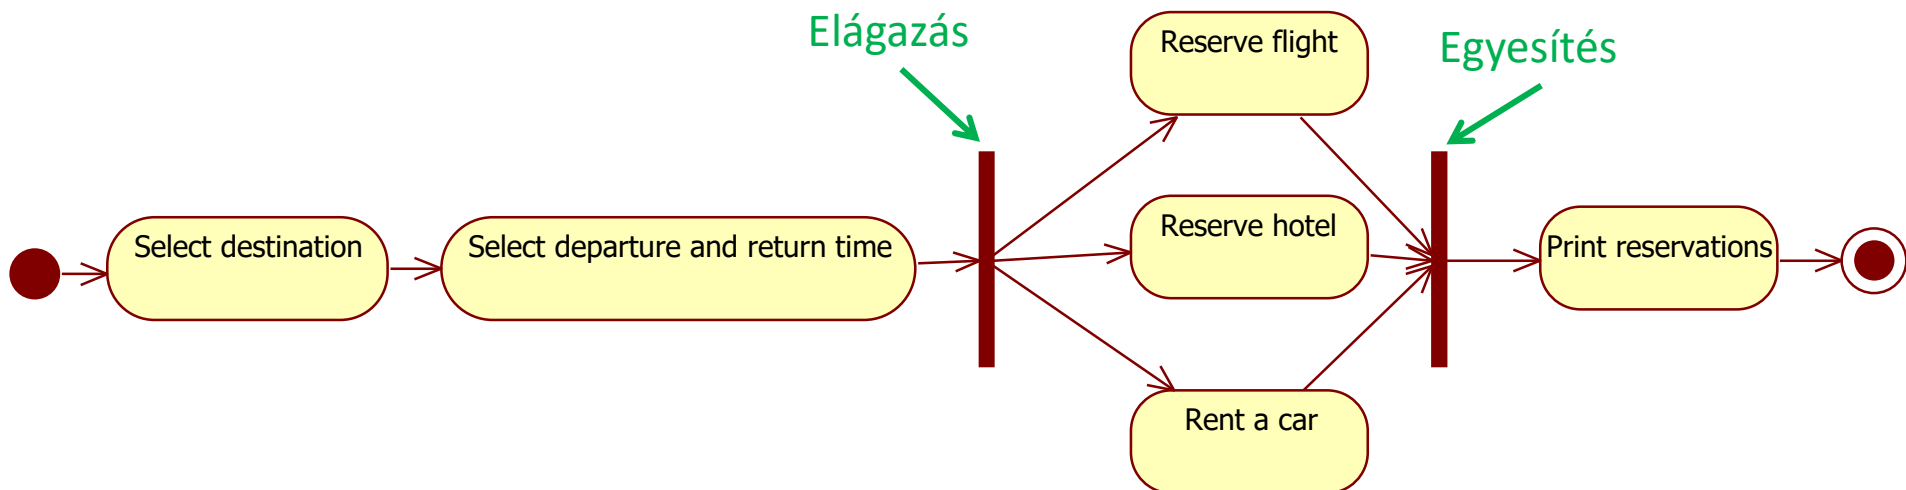 Elágazás
Egyesítés
Reserve flight
Select destination
Select departure and return time
Reserve hotel
Print reservations
Rent a car